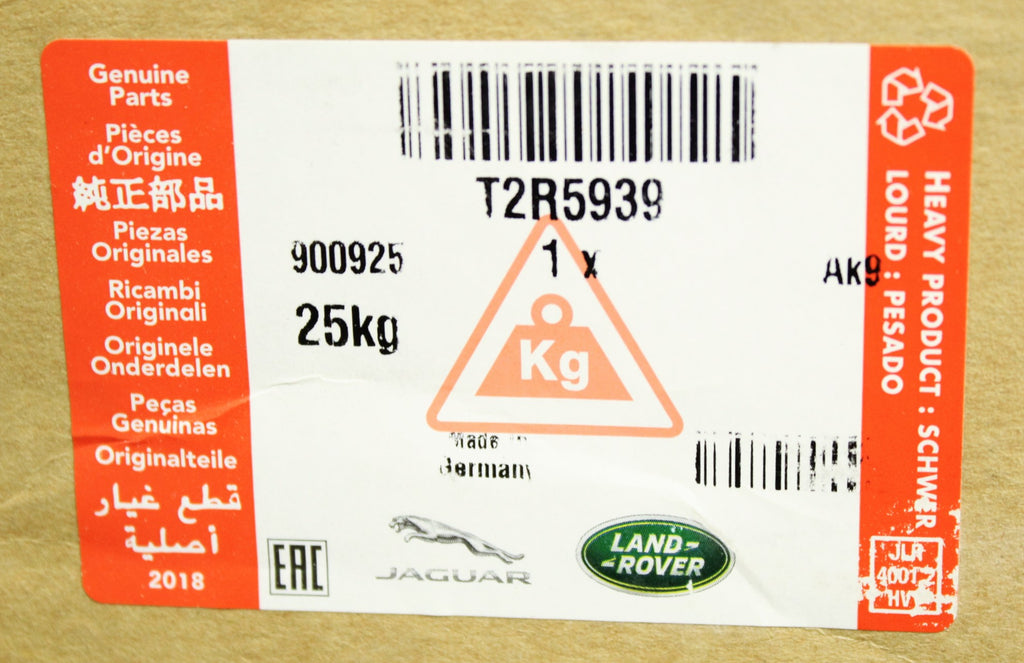 Genuine
Parts
Pièces
d'Origine
純正部品
Piezas
Originales
Ricambi
Originali
Originele
Onderdelen
Peças
Genuinas
Originalteile
قطع غيار
أصلية
2018
T2R5939
900925
1 x
Ak9
25kg
Kg
Made in
Germany
EAC
JAGUAR
LAND-
-ROVER
HEAVY PRODUCT : SCHWER
LOURD : PESADO
JLR
HV